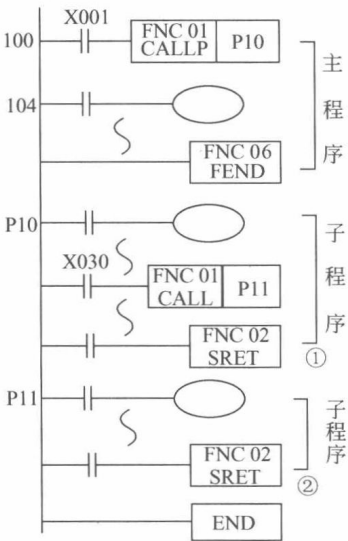 X001
100
FNC 01
CALLP
P10
104
FNC 06
FEND
主程序
P10
X030
FNC 01
CALL
P11
FNC 02
SRET
子程序
①
P11
FNC 02
SRET
子程序
②
END